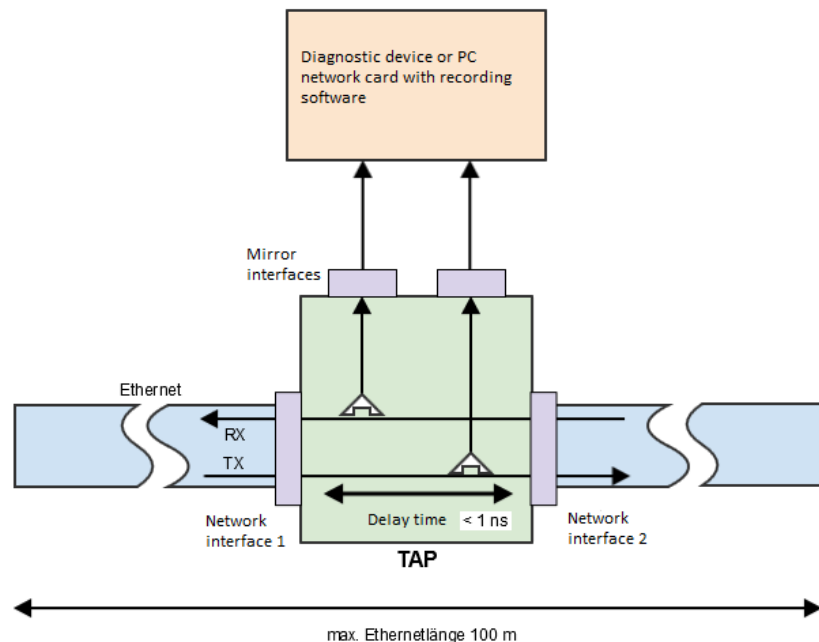 Diagnostic device or PC
network card with recording
software
Mirror
interfaces
Ethernet
RX
TX
Delay time < 1 ns
Network
interface 1
Network
interface 2
TAP
max. Ethernetlänge 100 m